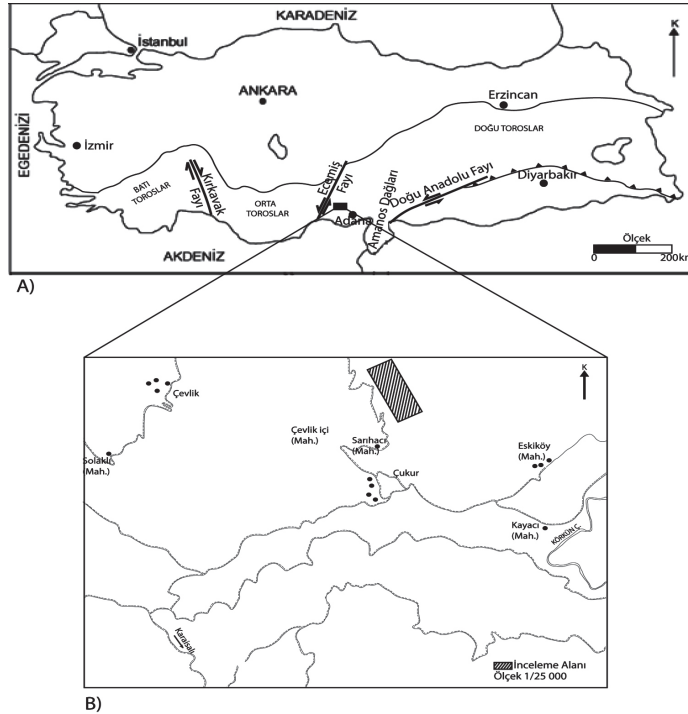 KARADENİZ
K
İstanbul
ANKARA
Erzincan
EGEDENİZİ
İzmir
DOĞU TOROSLAR
BATI
TOROSLAR
Kırkavak
Fayı
ORTA
TOROSLAR
Ecemiş
Fayı
Adana
Amanos Dağları
Doğu Anadolu Fayı
Diyarbakır
AKDENİZ
Ölçek
0 200km
A)
K
Çevlik
Solaklı
(Mah.)
Çevlik içi
(Mah.)
Sarıhacı
(Mah.)
Çukur
Eskiköy
(Mah.)
Kayacı
(Mah.)
KÖRKÜN Ç.
Karaisalı
İnceleme Alanı
Ölçek 1/25 000
B)